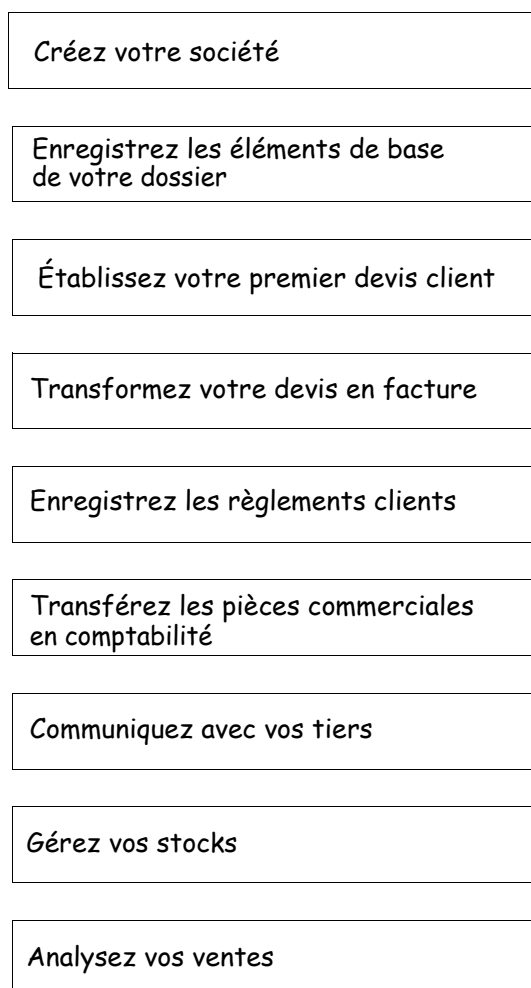 Créez votre société
Enregistrez les éléments de base
de votre dossier
Établissez votre premier devis client
Transformez votre devis en facture
Enregistrez les règlements clients
Transférez les pièces commerciales
en comptabilité
Communiquez avec vos tiers
Gérez vos stocks
Analysez vos ventes